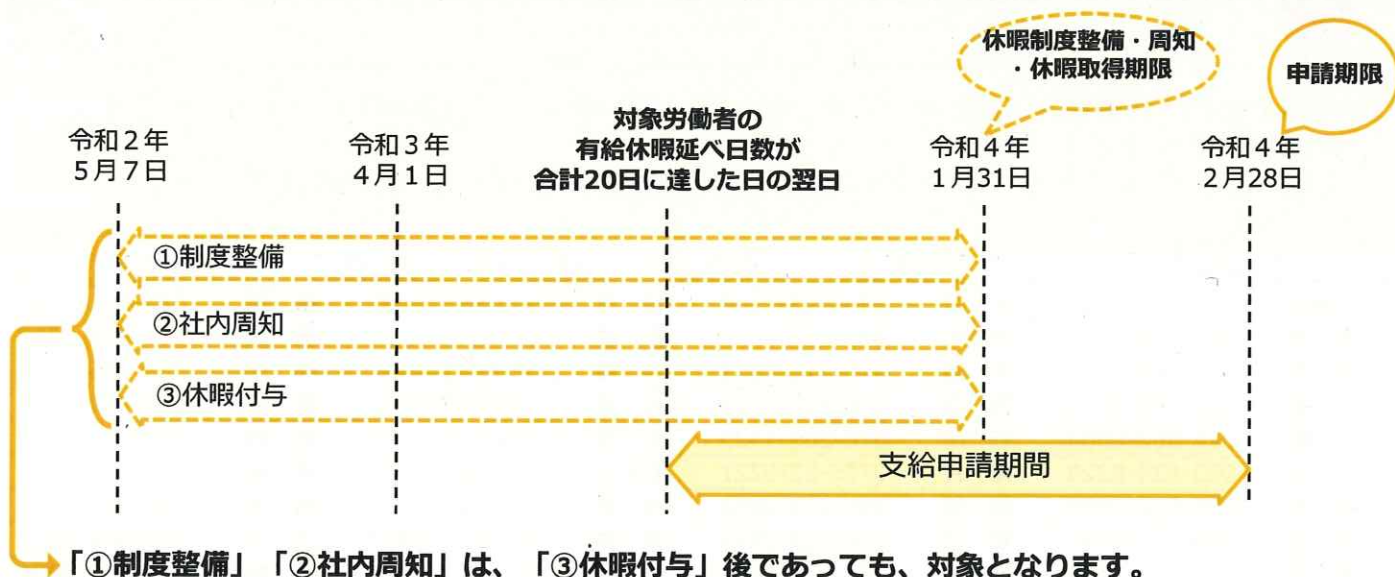 休暇制度整備・周知
・休暇取得期限
申請期限
令和２年
５月７日
令和３年
４月１日
対象労働者の
有給休暇延べ日数が
合計20日に達した日の翌日
令和４年
１月31日
令和４年
２月28日
①制度整備
②社内周知
③休暇付与
支給申請期間
「①制度整備」「②社内周知」は、「③休暇付与」後であっても、対象となります。